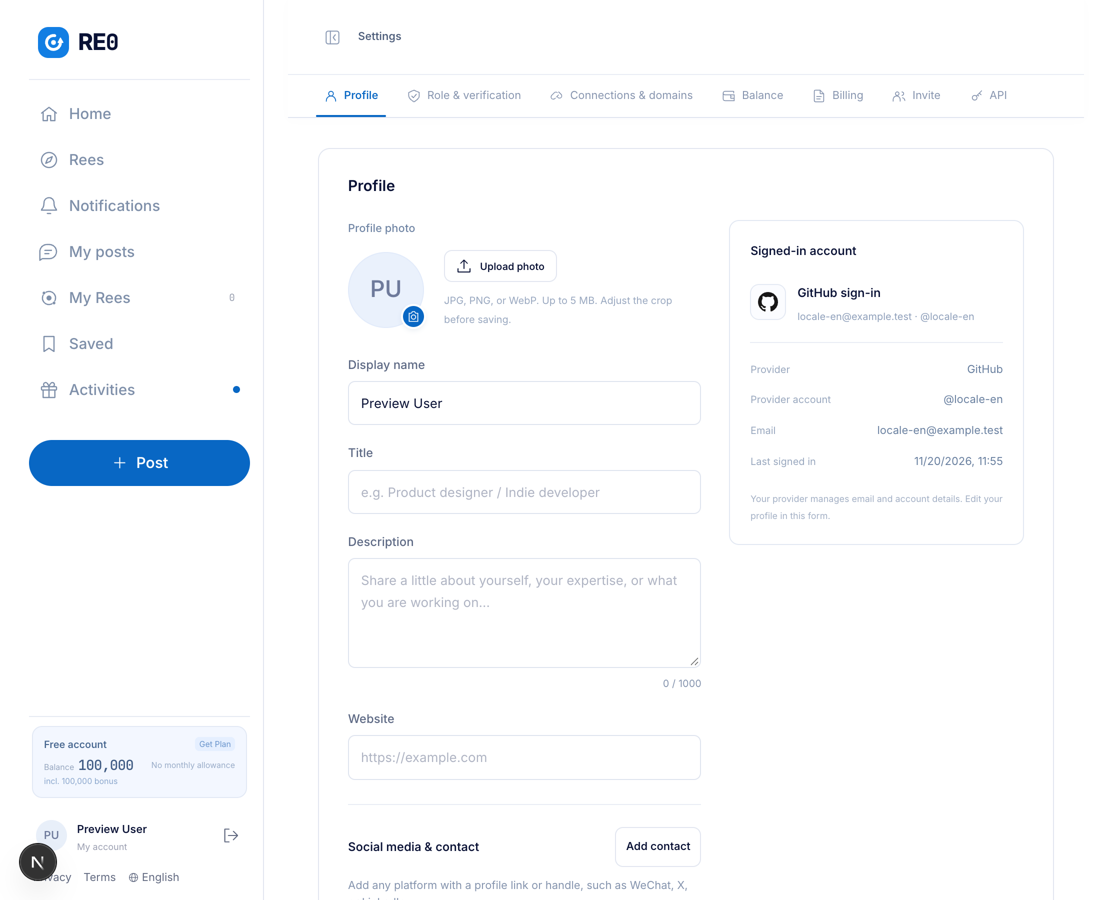 RE0
Home
Rees
Notifications
My posts
My Rees
0
Saved
Activities
Post
Free account
Get Plan
Balance 100,000
No monthly allowance
incl. 100,000 bonus
PU
Preview User
My account
N
Terms
English
Settings
Profile
Role & verification
Connections & domains
Balance
Billing
Invite
API
Profile
Profile photo
PU
Upload photo
JPG, PNG, or WebP. Up to 5 MB. Adjust the crop
before saving.
Display name
Preview User
Title
e.g. Product designer / Indie developer
Description
Share a little about yourself, your expertise, or what
you are working on...
0 / 1000
Website
https://example.com
Social media & contact
Add contact
Add any platform with a profile link or handle, such as WeChat, X,
Signed-in account
GitHub sign-in
locale-en@example.test · @locale-en
Provider
GitHub
Provider account
@locale-en
Email
locale-en@example.test
Last signed in
11/20/2026, 11:55
Your provider manages email and account details. Edit your
profile in this form.